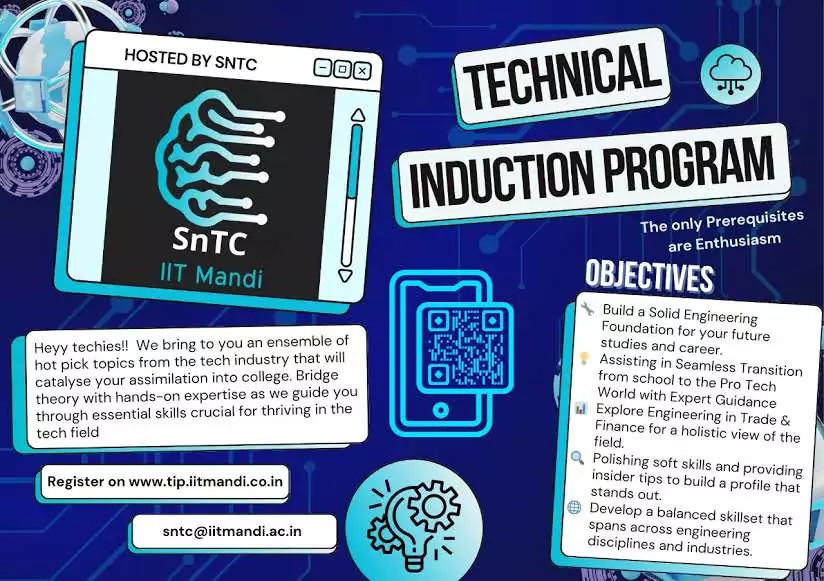 HOSTED BY SNTC
SnTC
IIT Mandi
TECHNICAL
INDUCTION PROGRAM
The only Prerequisites
are Enthusiasm
Heyy techies!! We bring to you an ensemble of
hot pick topics from the tech industry that will
catalyse your assimilation into college. Bridge
theory with hands-on expertise as we guide you
through essential skills crucial for thriving in the
tech field
Register on www.tip.iitmandi.co.in
sntc@iitmandi.ac.in
OBJECTIVES
Build a Solid Engineering
Foundation for your future
studies and career.
Assisting in Seamless Transition
from school to the Pro Tech
World with Expert Guidance
Explore Engineering in Trade &
Finance for a holistic view of the
field.
Polishing soft skills and providing
insider tips to build a profile that
stands out.
Develop a balanced skillset that
spans across engineering
disciplines and industries.